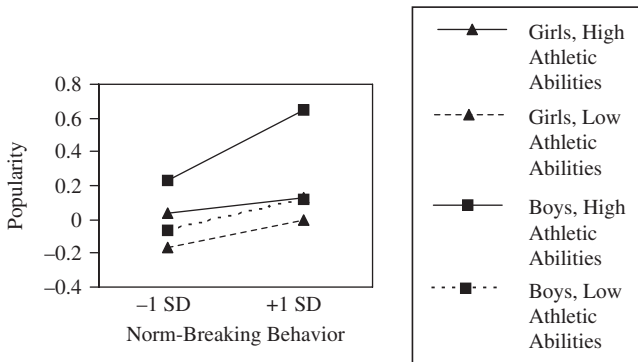 0.8
0.6
0.4
0.2
0
–0.2
–0.4
Popularity
–1 SD +1 SD
Norm-Breaking Behavior
Girls, High
Athletic
Abilities
Girls, Low
Athletic
Abilities
Boys, High
Athletic
Abilities
Boys, Low
Athletic
Abilities